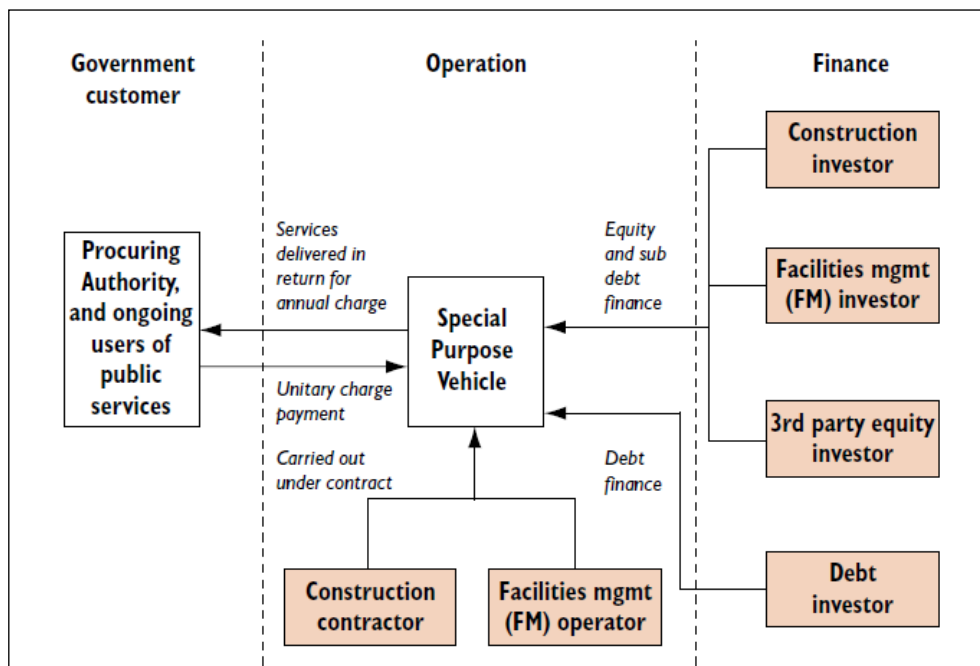 Government
customer
Operation
Finance
Construction
investor
Services
delivered in
return for
annual charge
Equity
and sub
debt
finance
Procuring
Authority,
and ongoing
users of
public
services
Special
Purpose
Vehicle
Facilities mgmt
(FM) investor
Unitary charge
payment
Carried out
under contract
Debt
finance
3rd party equity
investor
Construction
contractor
Facilities mgmt
(FM) operator
Debt
investor